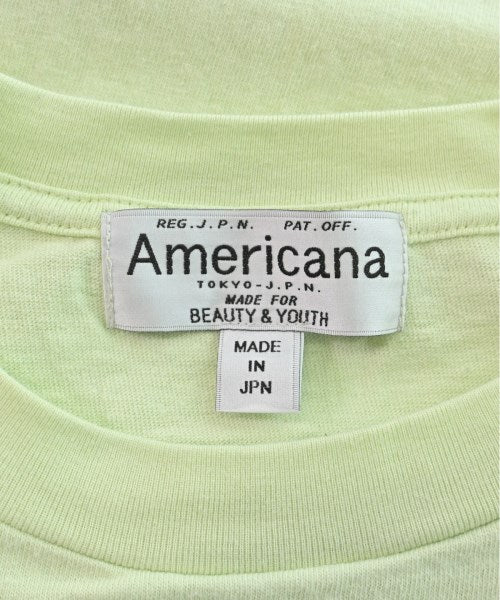 REG.J.P.N. PAT.OFF.
Americana
TOKYO-J.P.N.
MADE FOR
BEAUTY & YOUTH
MADE
IN
JPN